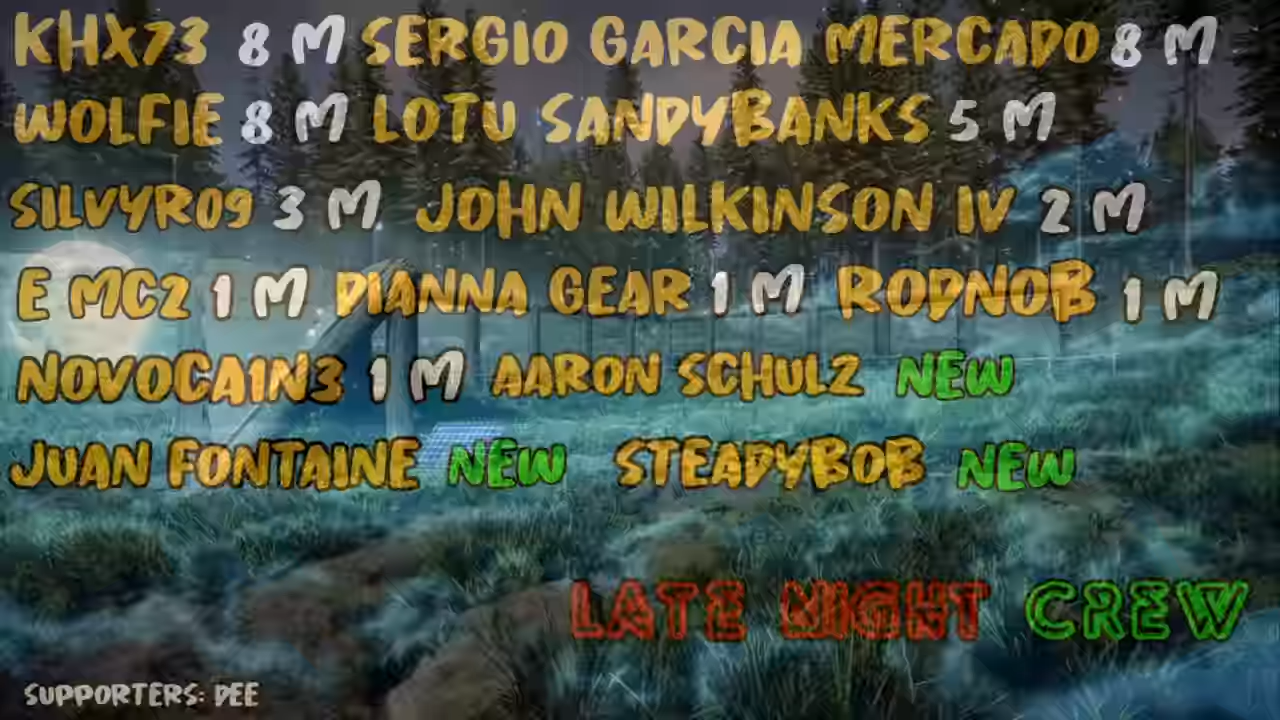 KHX73 8 M SERGIO GARCIA MERCADO 8 M
WOLFIE 8 M LOTU SANDYBANKS 5 M
SILVYR09 3 M JOHN WILKINSON IV 2 M
E MC2 1 M DIANNA GEAR 1 M RODNOB 1 M
NOVOCA1N3 1 M AARON SCHULZ NEW
JUAN FONTAINE NEW STEADYBOB NEW
LATE NIGHT CREW
SUPPORTERS: DEE